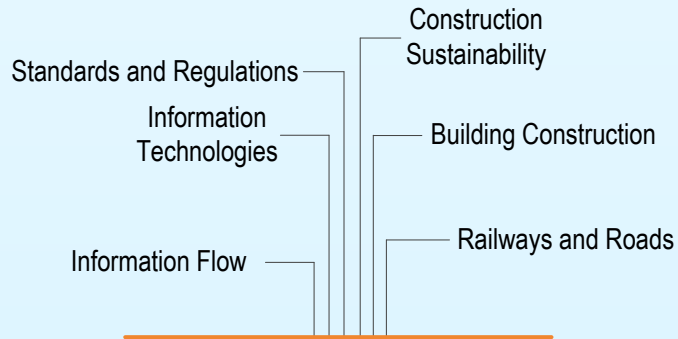 Construction
Sustainability
Standards and Regulations
Information
Technologies
Building Construction
Railways and Roads
Information Flow